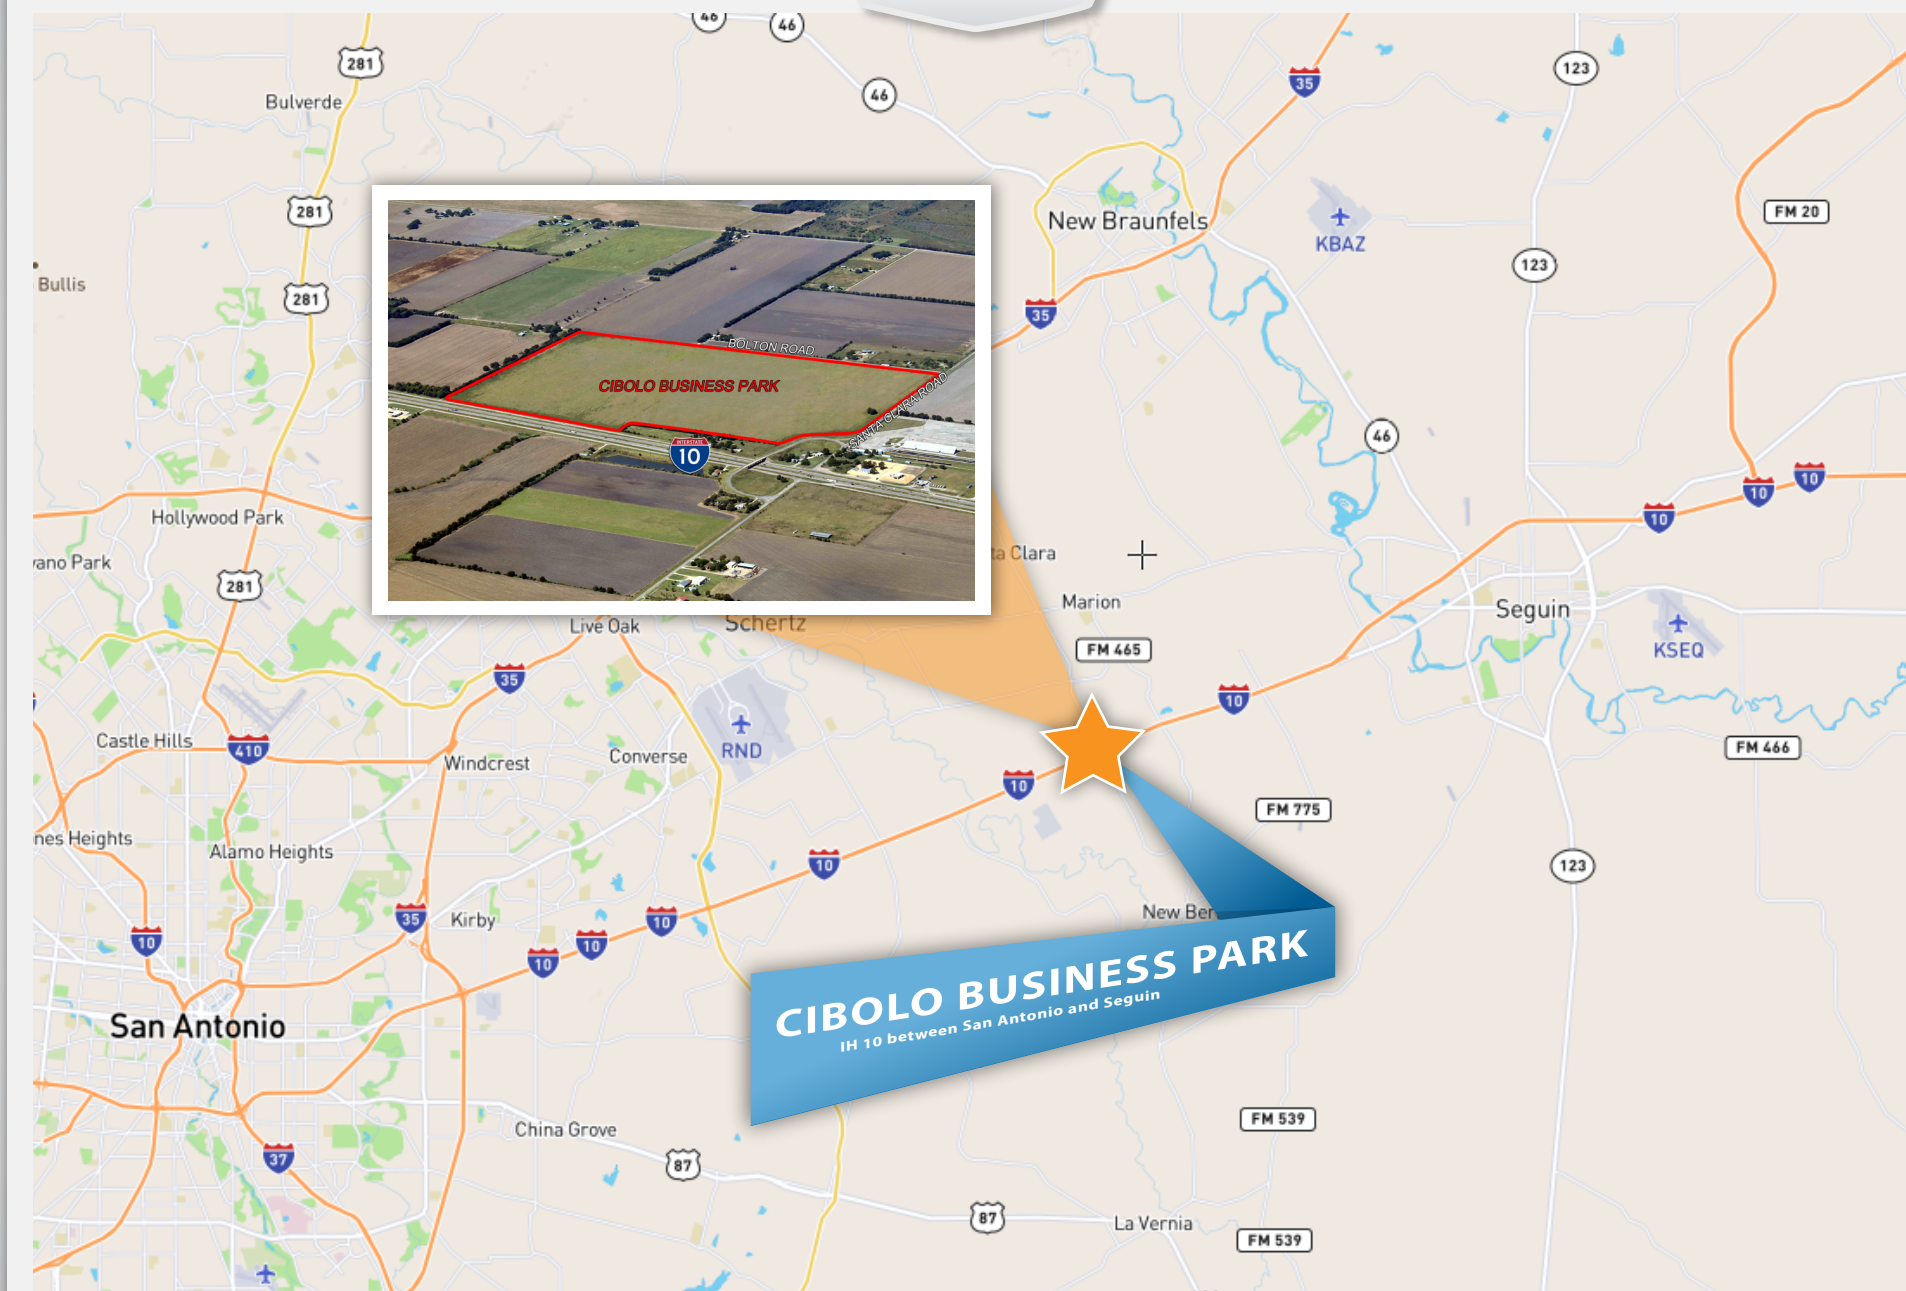 46
46
281
35
123
Bulverde
46
281
FM 20
New Braunfels
KBAZ
123
Bullis
281
35
BOLTON ROAD
CIBOLO BUSINESS PARK
SANTA CLARA ROAD
INTERSTATE
10
46
10
10
10
Hollywood Park
ta Clara
vano Park
281
Marion
Seguin
Live Oak
Schertz
FM 465
KSEQ
35
10
Castle Hills
410
RND
Windcrest
Converse
FM 466
10
FM 775
nes Heights
Alamo Heights
10
123
35
Kirby
10
10
10
10
New Ber
CIBOLO BUSINESS PARK
IH 10 between San Antonio and Seguin
San Antonio
China Grove
FM 539
37
87
87
La Vernia
FM 539